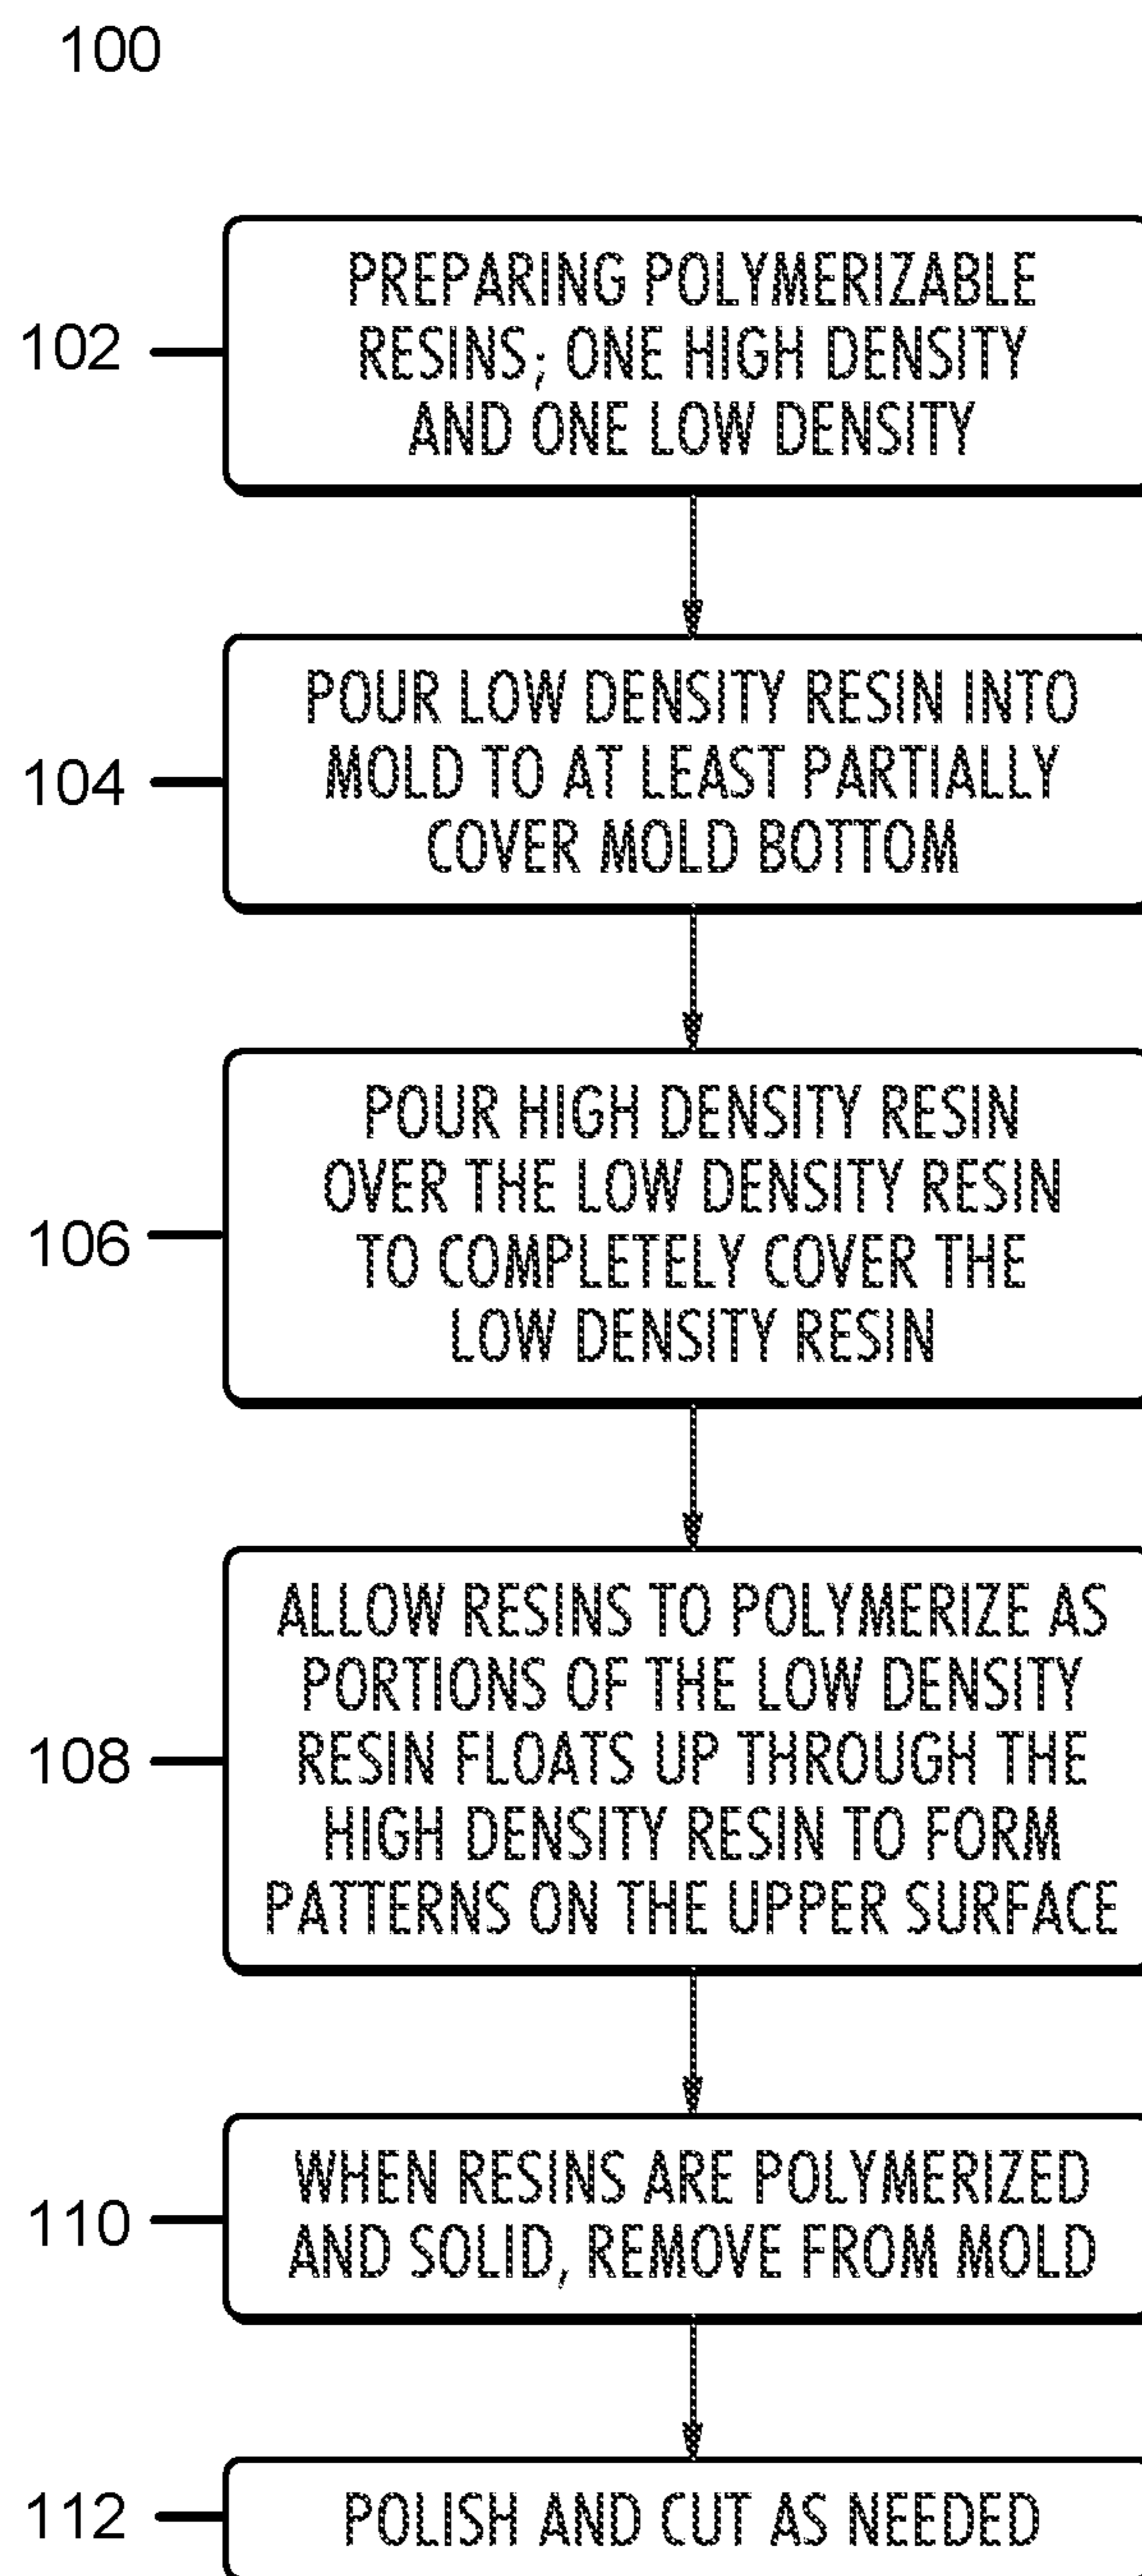 100
102
PREPARING POLYMERIZABLE
RESINS; ONE HIGH DENSITY
AND ONE LOW DENSITY
104
POUR LOW DENSITY RESIN INTO
MOLD TO AT LEAST PARTIALLY
COVER MOLD BOTTOM
106
POUR HIGH DENSITY RESIN
OVER THE LOW DENSITY RESIN
TO COMPLETELY COVER THE
LOW DENSITY RESIN
108
ALLOW RESINS TO POLYMERIZE AS
PORTIONS OF THE LOW DENSITY
RESIN FLOATS UP THROUGH THE
HIGH DENSITY RESIN TO FORM
PATTERNS ON THE UPPER SURFACE
110
WHEN RESINS ARE POLYMERIZED
AND SOLID, REMOVE FROM MOLD
112
POLISH AND CUT AS NEEDED